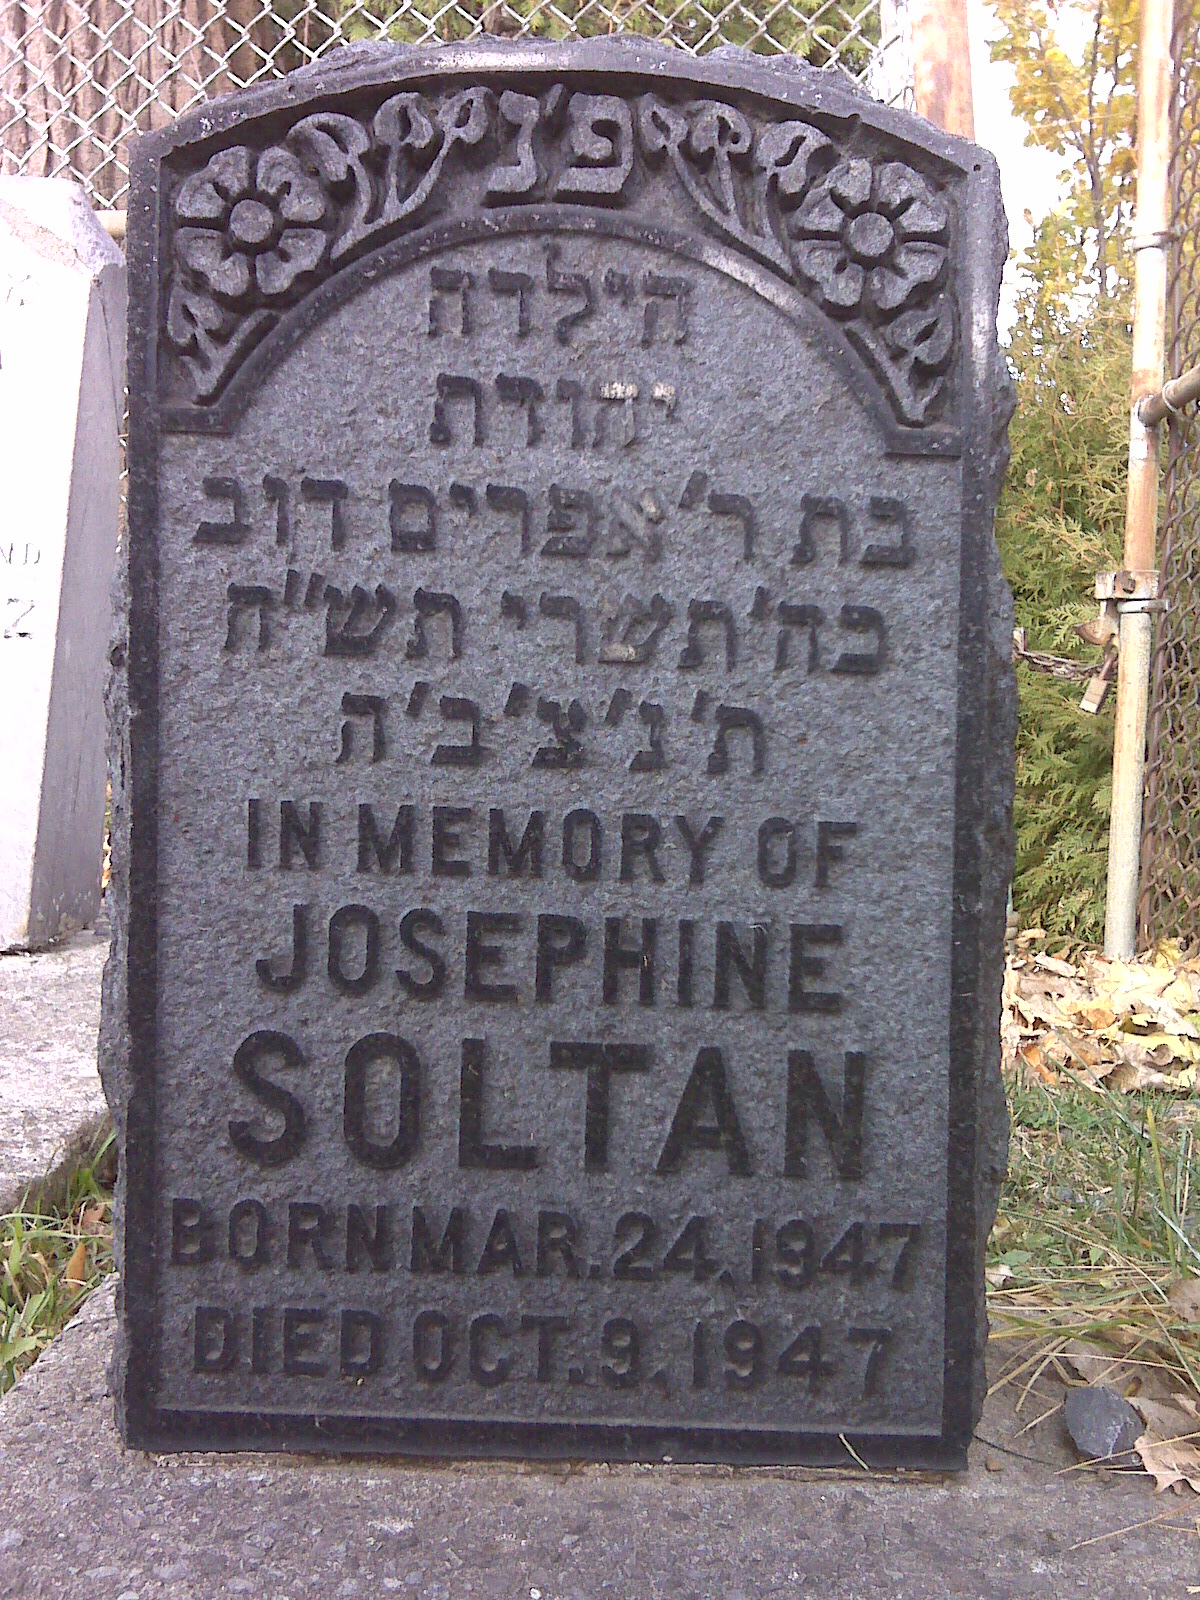 פנ
הילדה
יהודת
בת ר' אפרים דוב
כה' תשרי תש"ח
ת'נ'צ'ב'ה
IN MEMORY OF
JOSEPHINE
SOLTAN
BORN MAR. 24, 1947
DIED OCT. 9, 1947